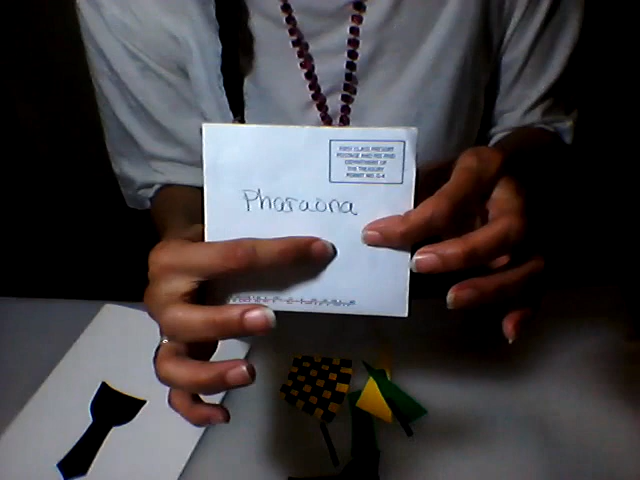 FIRST CLASS PRESORT
POSTAGE AND FEE PAID
DEPARTMENT OF
THE TREASURY
PERMIT NO. G-4
Pharaona